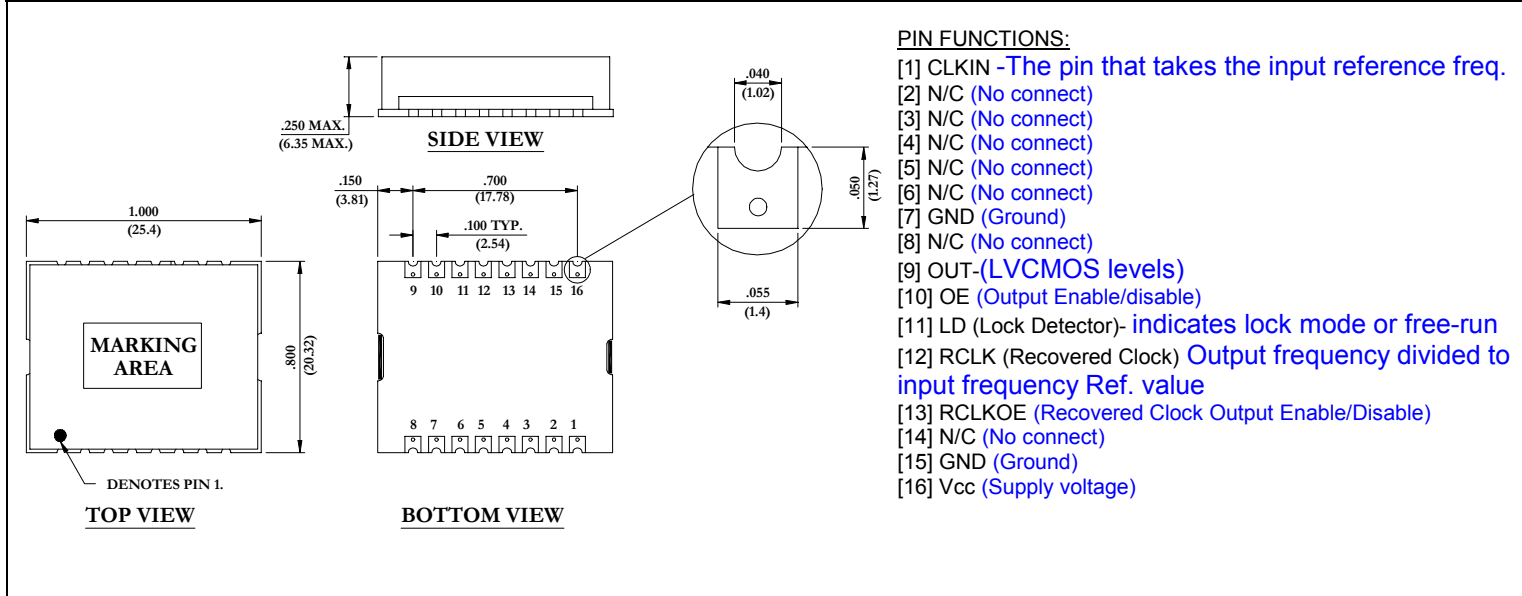 .250 MAX.
(6.35 MAX.)
SIDE VIEW
.040
(1.02)
.050
(1.27)
.055
(1.4)
1.000
(25.4)
MARKING
AREA
.800
(20.32)
DENOTES PIN 1.
TOP VIEW
.150
(3.81)
.700
(17.78)
.100 TYP.
(2.54)
9 10 11 12 13 14 15 16
8 7 6 5 4 3 2 1
BOTTOM VIEW
PIN FUNCTIONS:
[1] CLKIN -The pin that takes the input reference freq.
[2] N/C (No connect)
[3] N/C (No connect)
[4] N/C (No connect)
[5] N/C (No connect)
[6] N/C (No connect)
[7] GND (Ground)
[8] N/C (No connect)
[9] OUT-(LVCMOS levels)
[10] OE (Output Enable/disable)
[11] LD (Lock Detector)- indicates lock mode or free-run
[12] RCLK (Recovered Clock) Output frequency divided to
input frequency Ref. value
[13] RCLKOE (Recovered Clock Output Enable/Disable)
[14] N/C (No connect)
[15] GND (Ground)
[16] Vcc (Supply voltage)